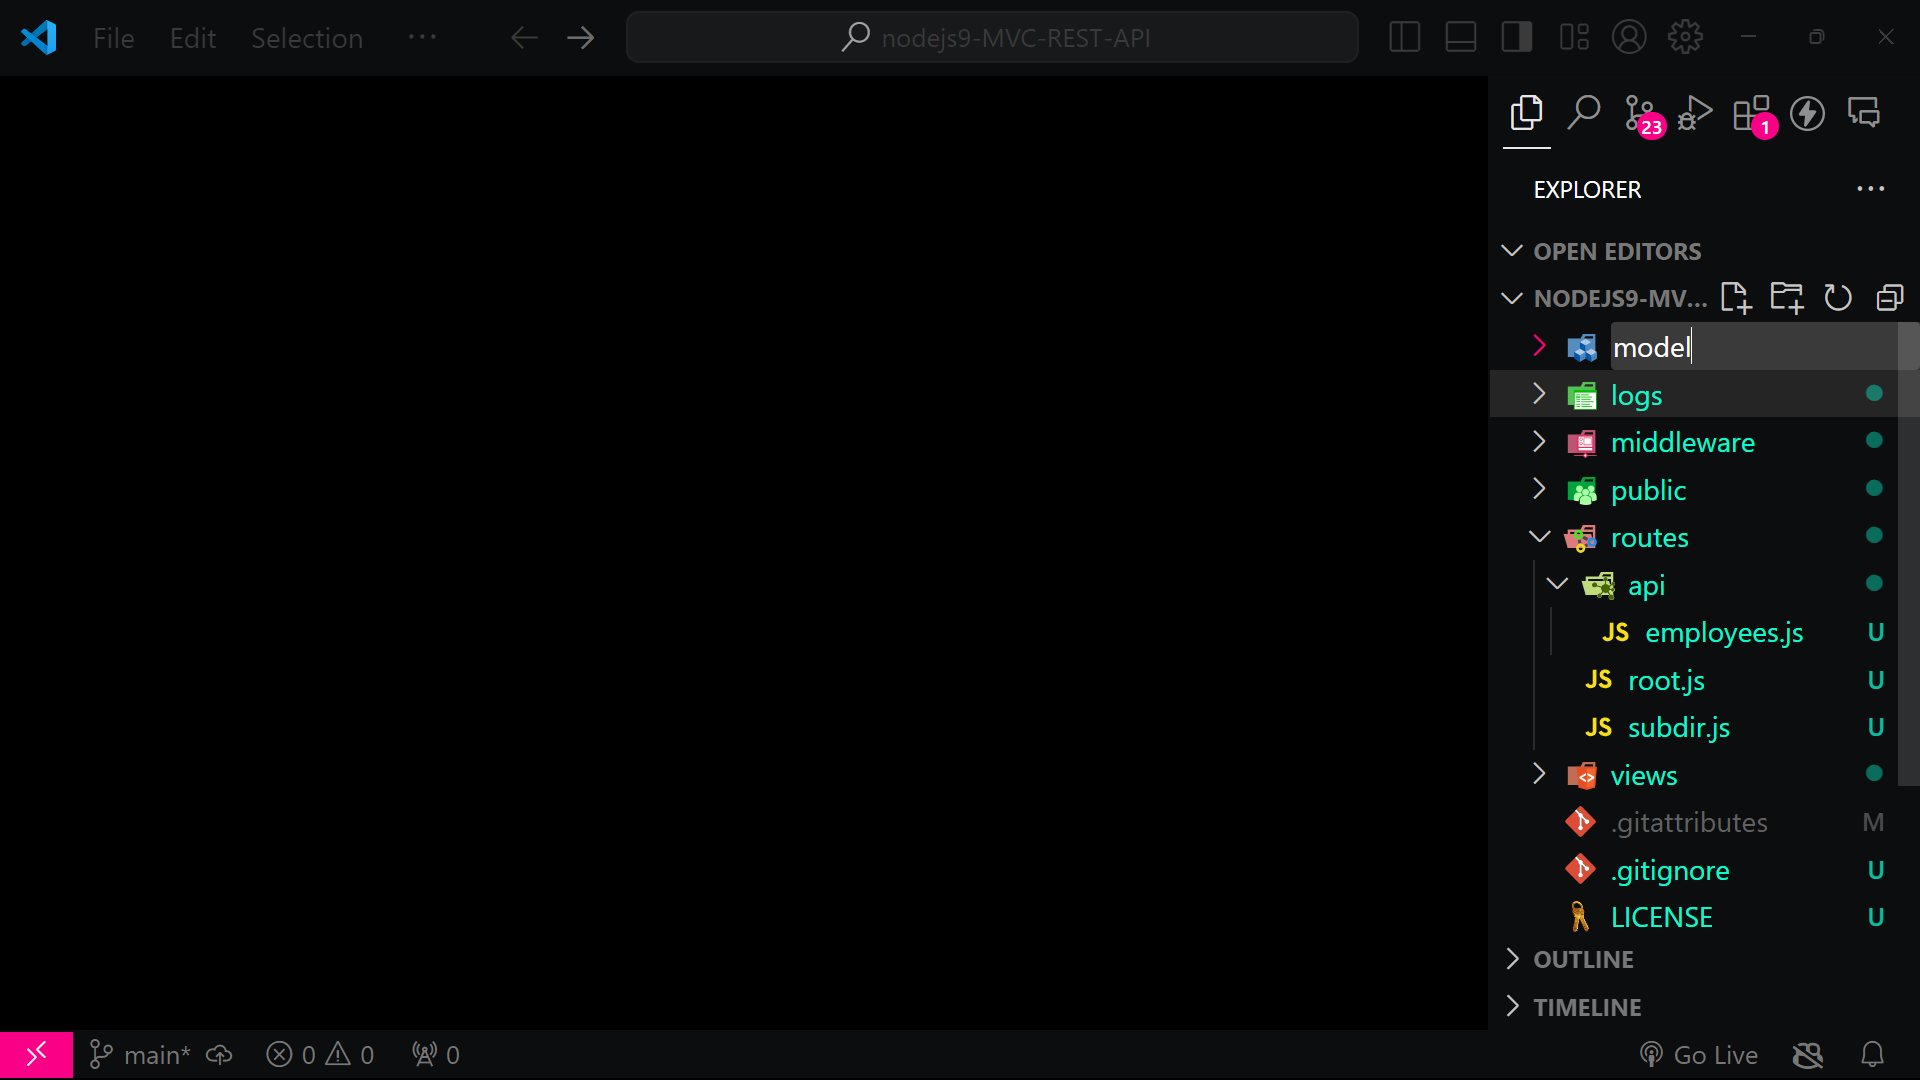 File Edit Selection ···
nodejs9-MVC-REST-API
23
1
EXPLORER
OPEN EDITORS
NODEJS9-MV...
model
logs
middleware
public
routes
api
JS employees.js U
JS root.js U
JS subdir.js U
views
.gitattributes M
.gitignore U
LICENSE U
OUTLINE
TIMELINE
main* 0 0 0 Go Live